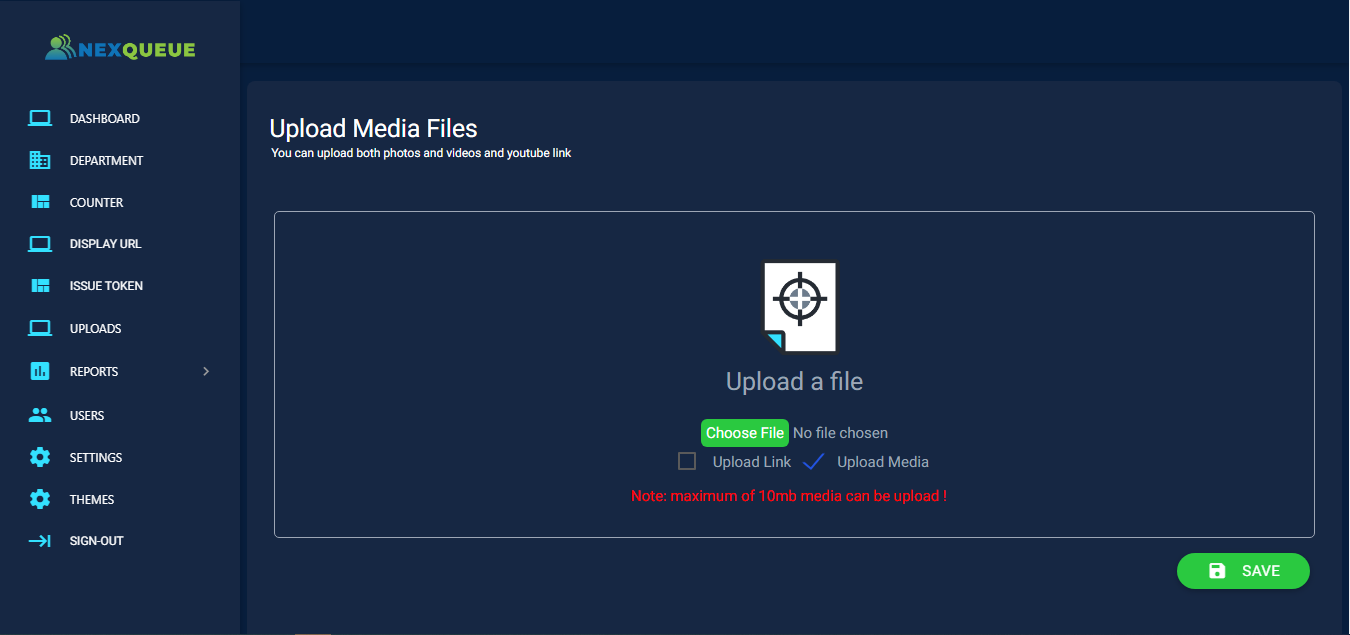 NEXQUEUE
DASHBOARD
DEPARTMENT
COUNTER
DISPLAY URL
ISSUE TOKEN
UPLOADS
REPORTS
USERS
SETTINGS
THEMES
SIGN-OUT
Upload Media Files
You can upload both photos and videos and youtube link
Upload a file
Choose File No file chosen
Upload Link Upload Media
Note: maximum of 10mb media can be upload !
SAVE